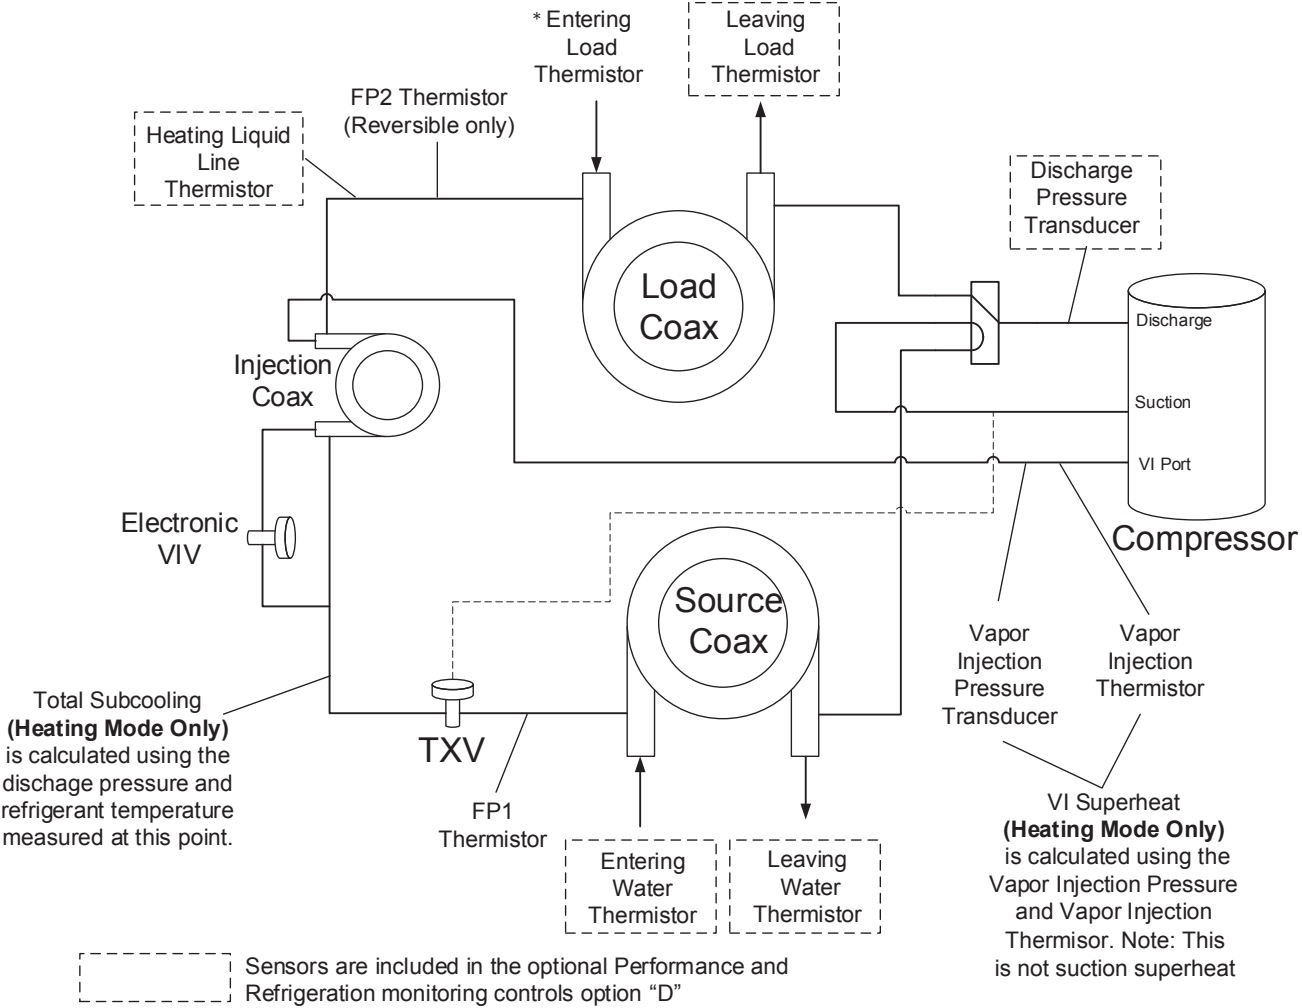 * Entering
Load
Thermistor
Leaving
Load
Thermistor
FP2 Thermistor
(Reversible only)
Heating Liquid
Line
Thermistor
Discharge
Pressure
Transducer
Load
Coax
Discharge
Injection
Coax
Suction
VI Port
Electronic
VIV
Compressor
Source
Coax
Vapor
Injection
Pressure
Transducer
Vapor
Injection
Thermistor
Total Subcooling
(Heating Mode Only)
is calculated using the
dischage pressure and
refrigerant temperature
measured at this point.
TXV
FP1
Thermistor
VI Superheat
(Heating Mode Only)
is calculated using the
Vapor Injection Pressure
and Vapor Injection
Thermisor. Note: This
is not suction superheat
Entering
Water
Thermistor
Leaving
Water
Thermistor
Sensors are included in the optional Performance and
Refrigeration monitoring controls option “D”